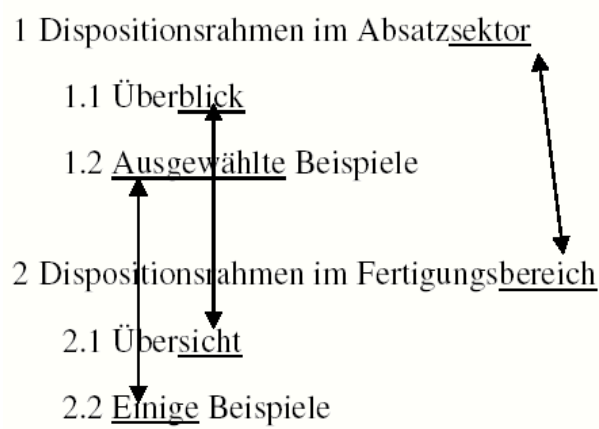 1 Dispositionsrahmen im Absatzsektor
1.1 Überblick
1.2 Ausgewählte Beispiele
2 Dispositionsrahmen im Fertigungsbereich
2.1 Übersicht
2.2 Einige Beispiele